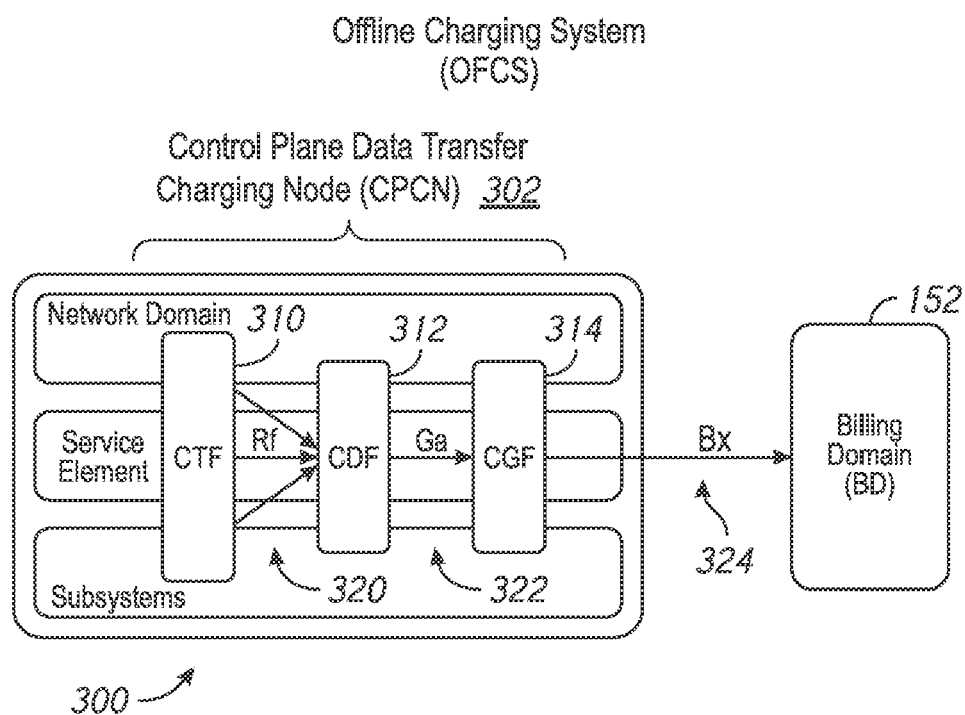 Offline Charging System
(OFCS)
Control Plane Data Transfer
Charging Node (CPCN) 302
Network Domain
310
312
314
152
Service
Element
CTF
Rf
CDF
Ga
CGF
Bx
Billing
Domain
(BD)
320
322
324
Subsystems
300